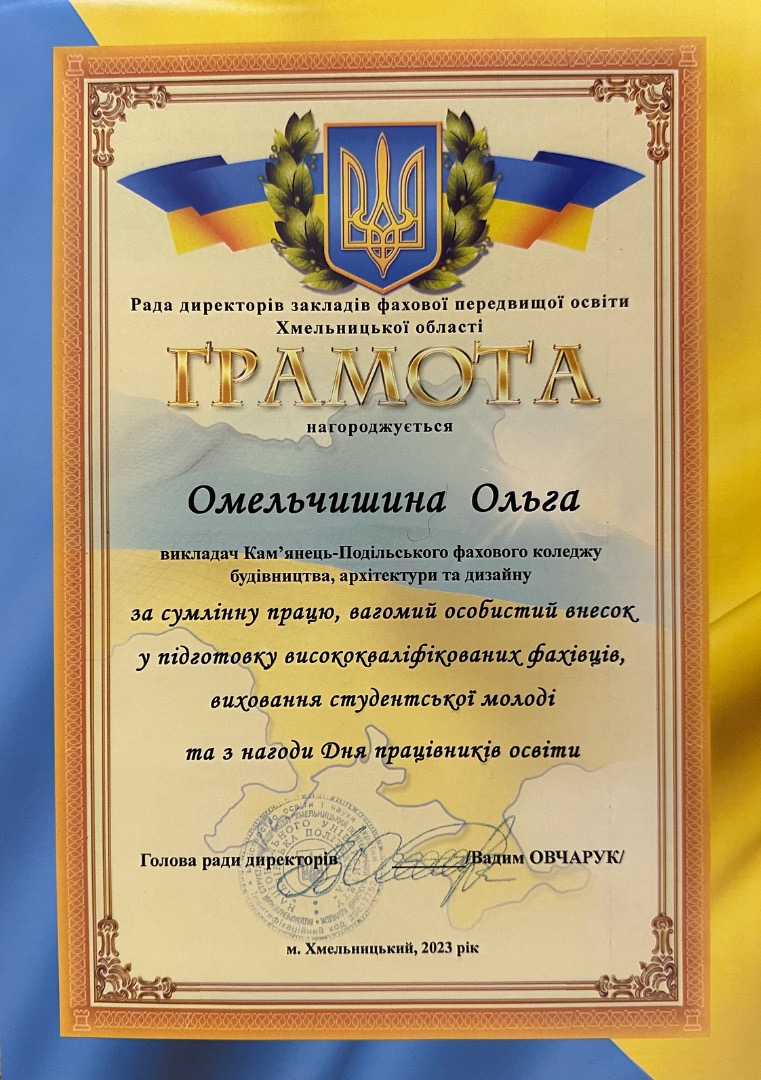 Рада директорів закладів фахової передвищої освіти
Хмельницької області
ГРАМОТА
нагороджується
Омельчишина Ольга
викладач Кам’янець-Подільського фахового коледжу
будівництва, архітектури та дизайну
за сумлінну працю, вагомий особистий внесок
у підготовку висококваліфікованих фахівців,
виховання студентської молоді
та з нагоди Дня працівників освіти
Голова ради директорів /Вадим ОВЧАРУК/
м. Хмельницький, 2023 рік